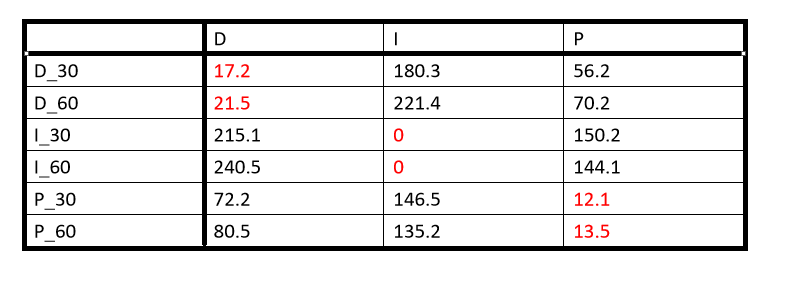 D I P
D_30 17.2 180.3 56.2
D_60 21.5 221.4 70.2
I_30 215.1 0 150.2
I_60 240.5 0 144.1
P_30 72.2 146.5 12.1
P_60 80.5 135.2 13.5